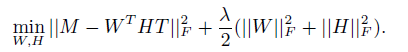 min_{W,H} ||M − W^T HT||_F^2 + λ/2 (||W||_F^2 + ||H||_F^2).